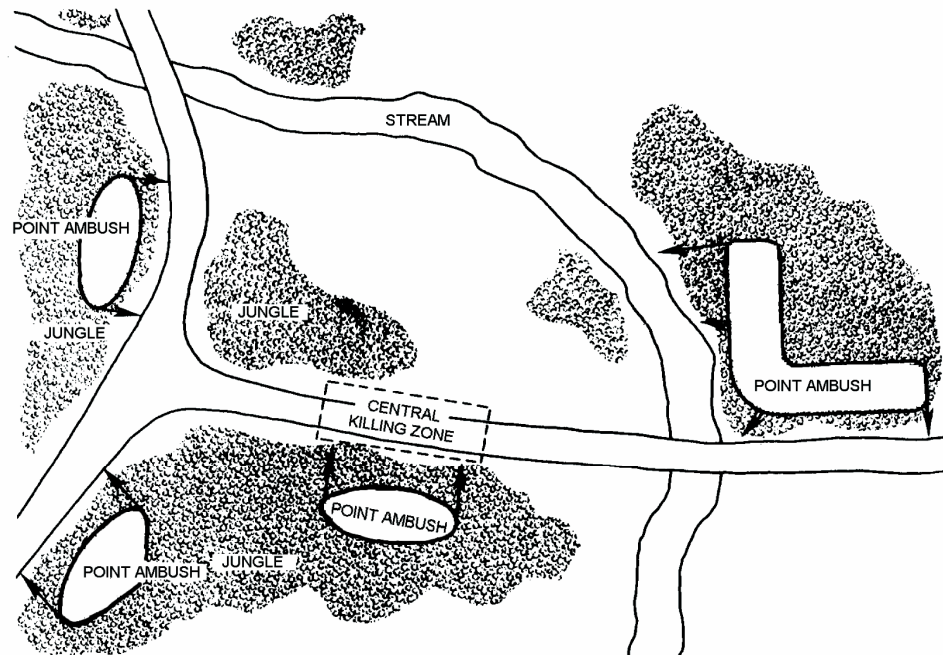 STREAM
POINT AMBUSH
JUNGLE
JUNGLE
POINT AMBUSH
CENTRAL
KILLING ZONE
POINT AMBUSH
POINT AMBUSH
JUNGLE